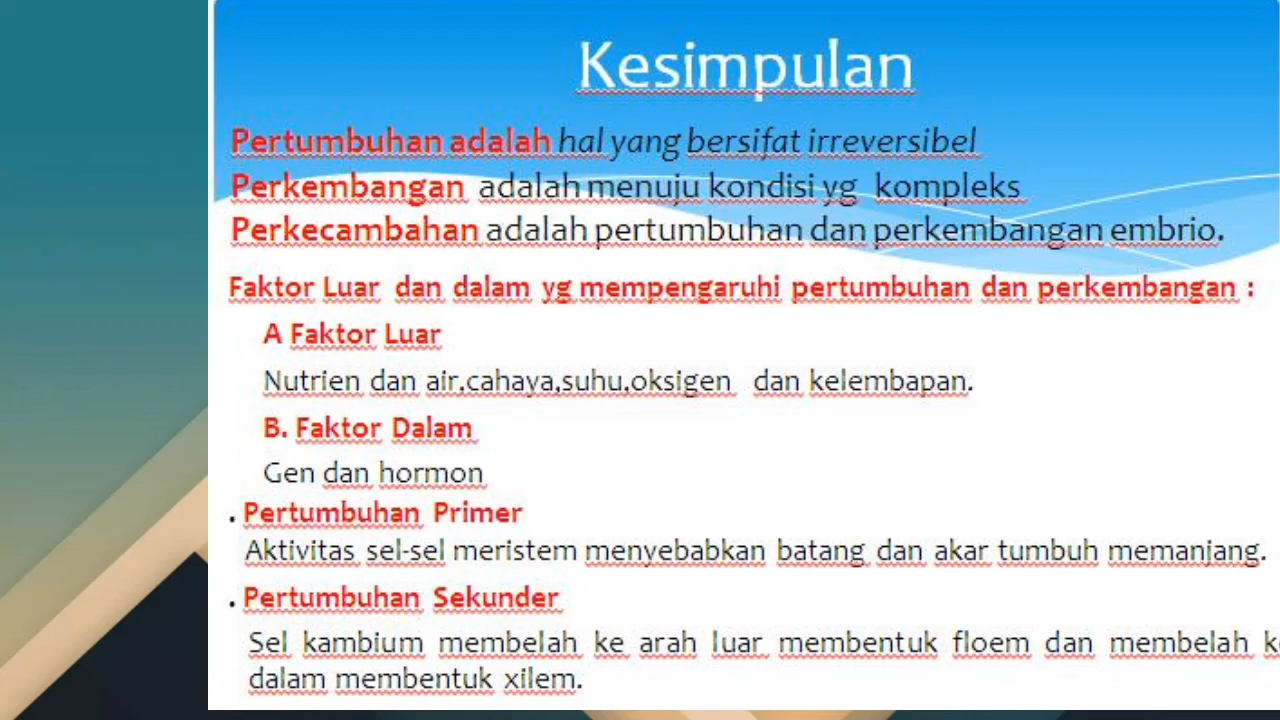 Kesimpulan
Pertumbuhan adalah hal yang bersifat irreversibel
Perkembangan adalah menuju kondisi yg kompleks
Perkecambahan adalah pertumbuhan dan perkembangan embrio.
Faktor Luar dan dalam yg mempengaruhi pertumbuhan dan perkembangan :
A Faktor Luar
Nutrien dan air,cahaya,suhu,oksigen dan kelembapan.
B. Faktor Dalam
Gen dan hormon
. Pertumbuhan Primer
Aktivitas sel-sel meristem menyebabkan batang dan akar tumbuh memanjang.
. Pertumbuhan Sekunder
Sel kambium membelah ke arah luar membentuk floem dan membelah ke
dalam membentuk xilem.